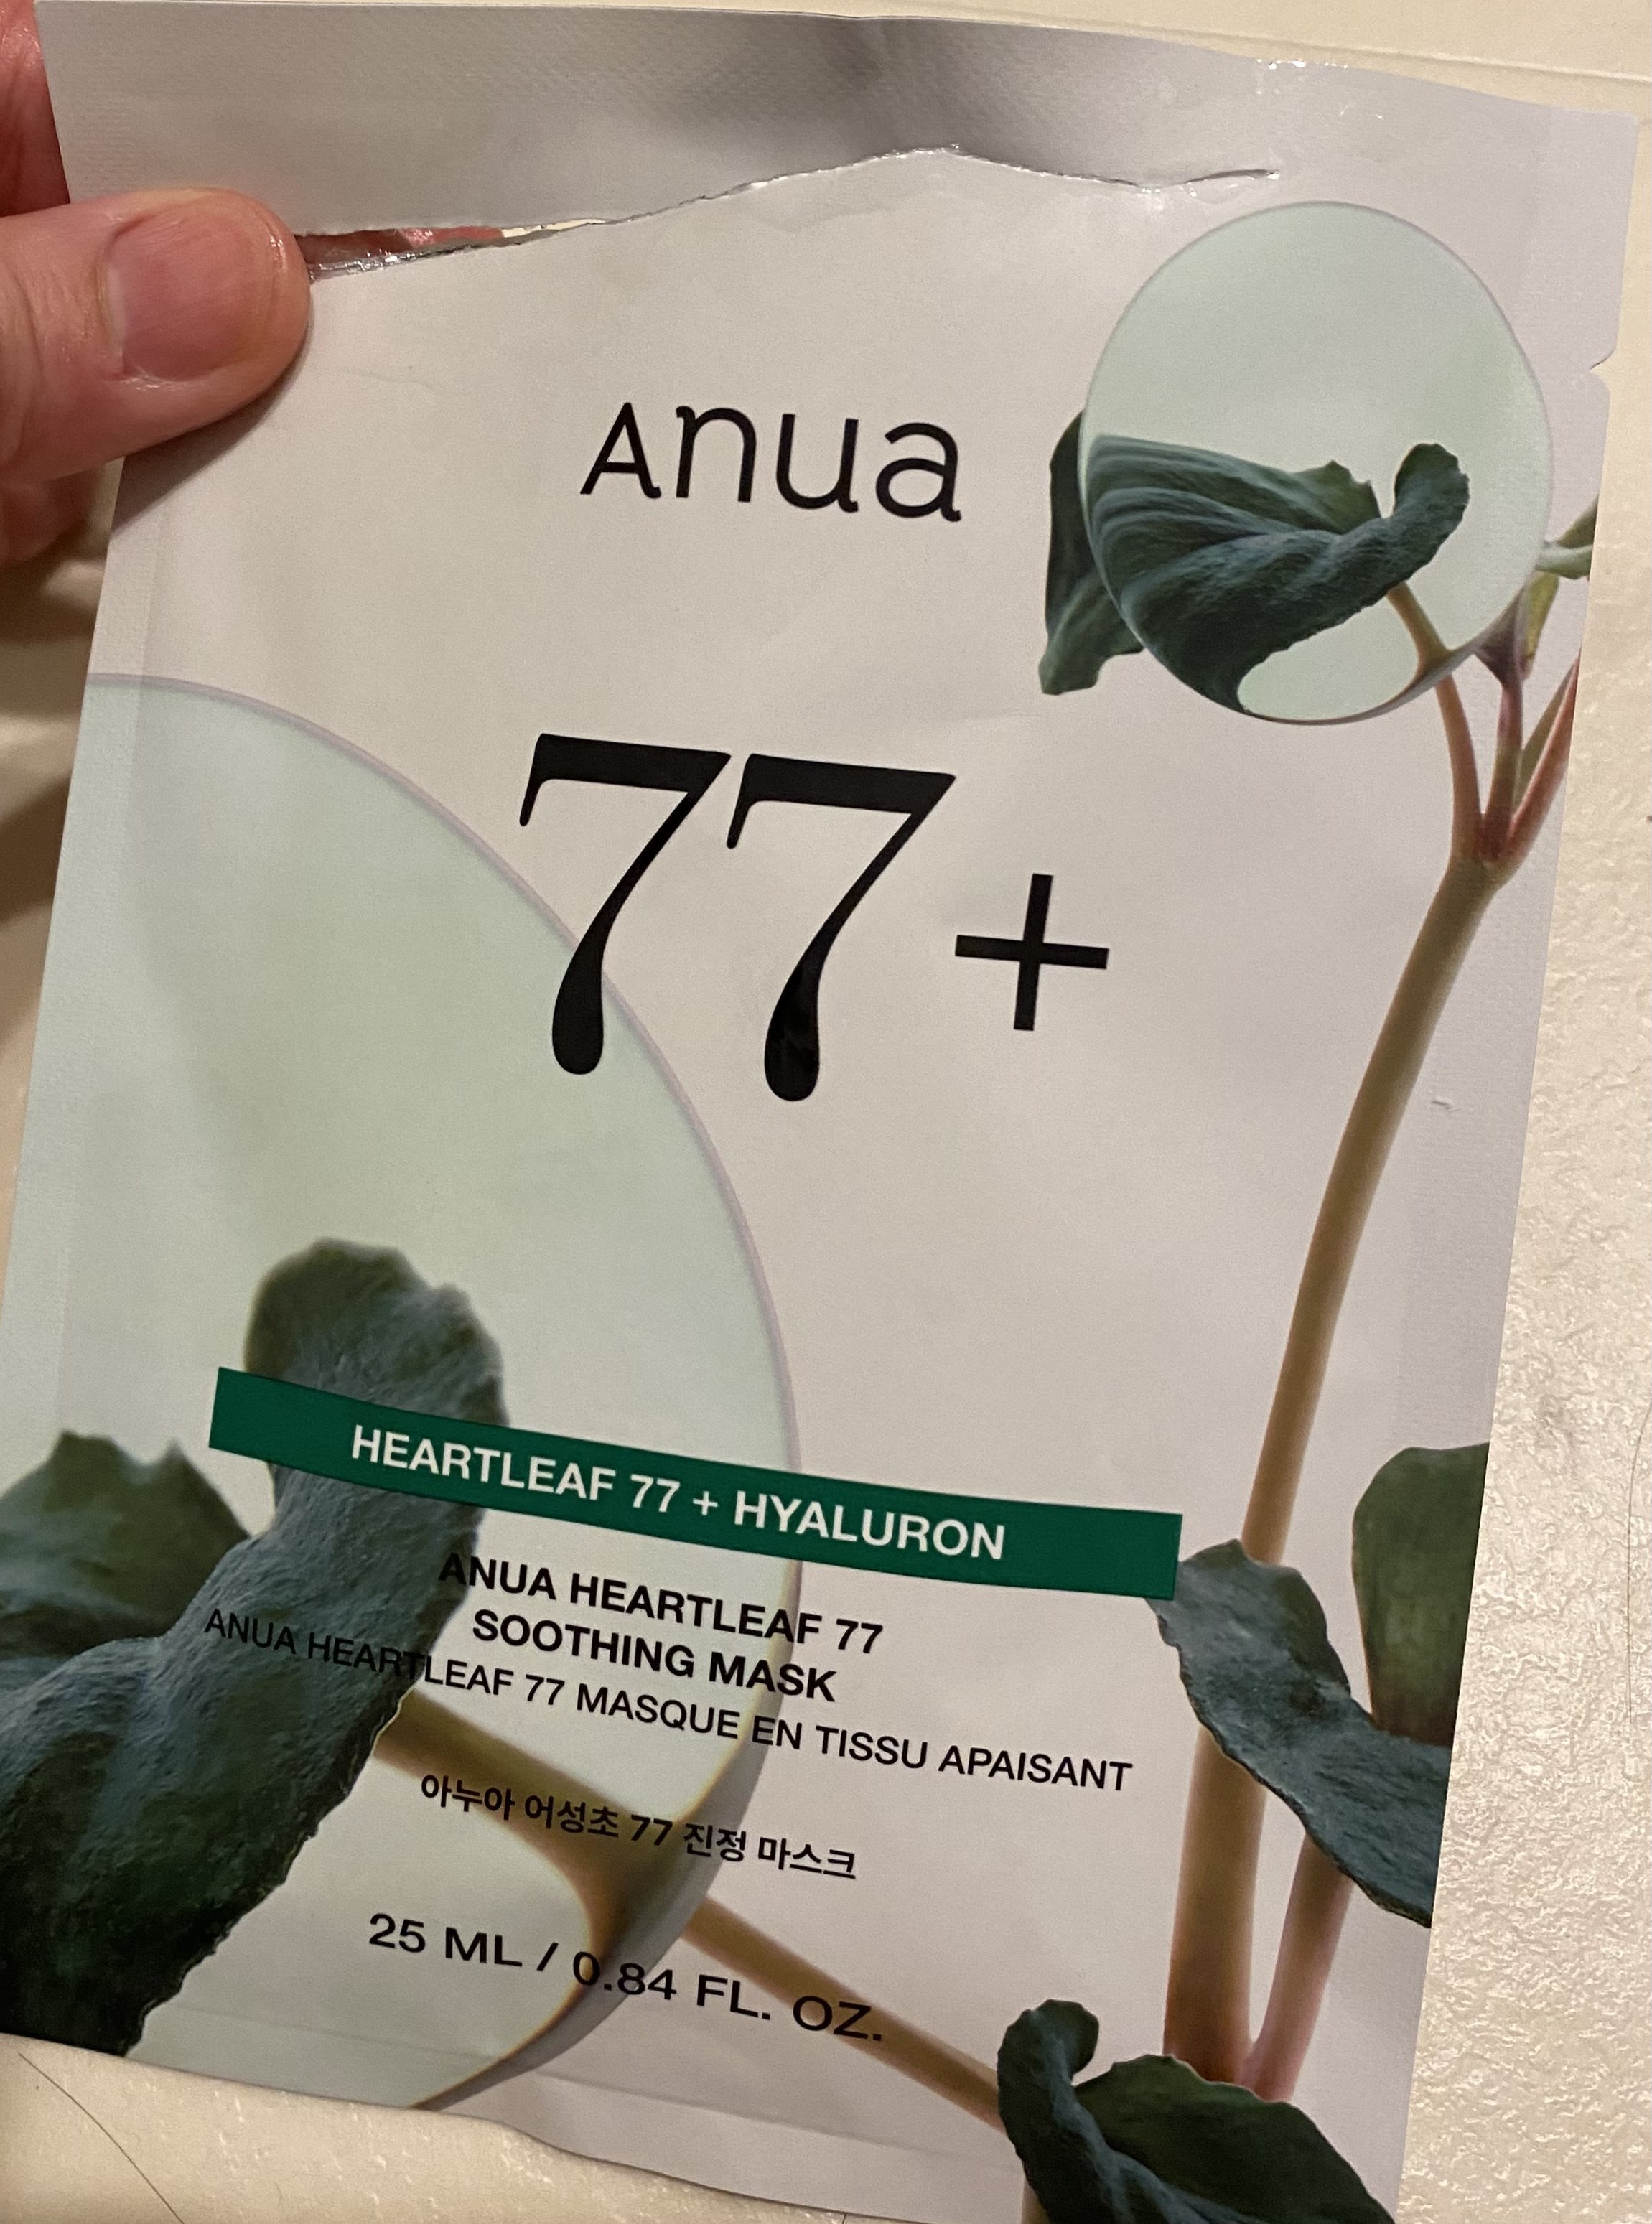 Anua
77+
HEARTLEAF 77 + HYALURON
ANUA HEARTLEAF 77
SOOTHING MASK
ANUA HEARTLEAF 77 MASQUE EN TISSU APAISANT
아누아 어성초 77 진정 마스크
25 ML / 0.84 FL. OZ.